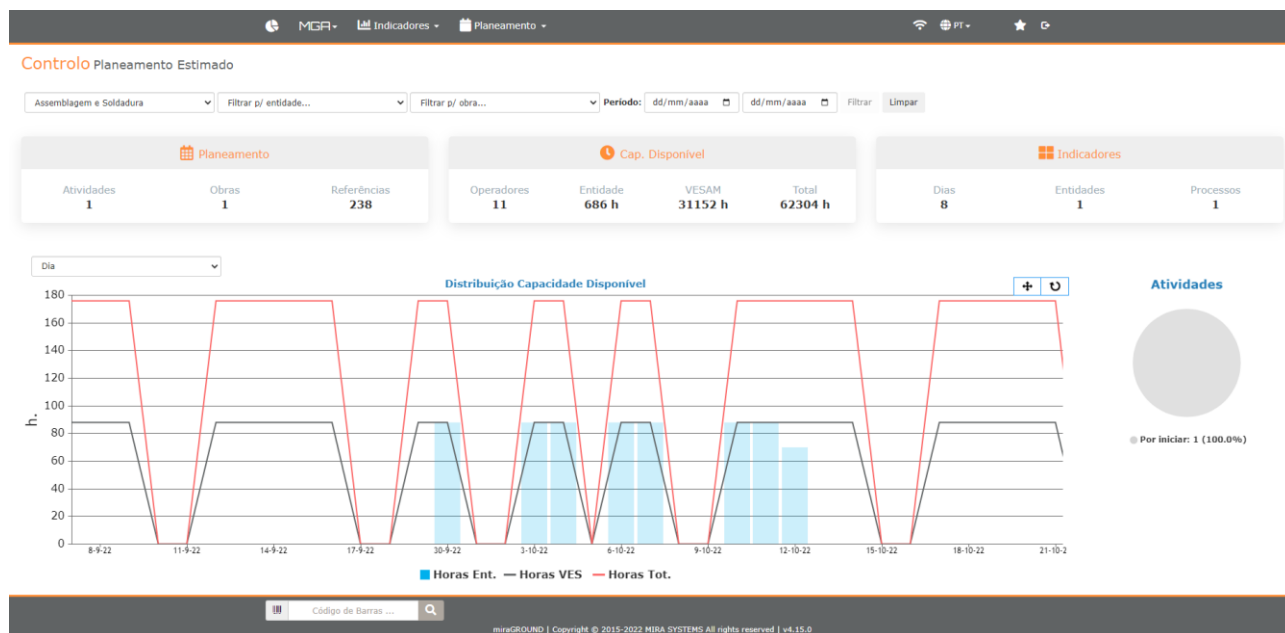 MGA Indicadores Planeamento PT
Controlo Planeamento Estimado
Assemblagem e Soldadura Filtrar p/ entidade... Filtrar p/ obra... Período: dd/mm/aaaa dd/mm/aaaa Filtrar Limpar
Planeamento Cap. Disponível Indicadores
Atividades Obras Referências Operadores Entidade VESAM Total Dias Entidades Processos
1 1 238 11 686 h 31152 h 62304 h 8 1 1
Dia
Distribuição Capacidade Disponível
Atividades
180
160
140
120
100
80
60
40
20
0
h.
8-9-22 11-9-22 14-9-22 17-9-22 30-9-22 3-10-22 6-10-22 9-10-22 12-10-22 15-10-22 18-10-22 21-10-2
Por iniciar: 1 (100.0%)
Horas Ent. Horas VES Horas Tot.
Código de Barras ...
miraGROUND | Copyright © 2015-2022 MIRA SYSTEMS All rights reserved | v4.15.0